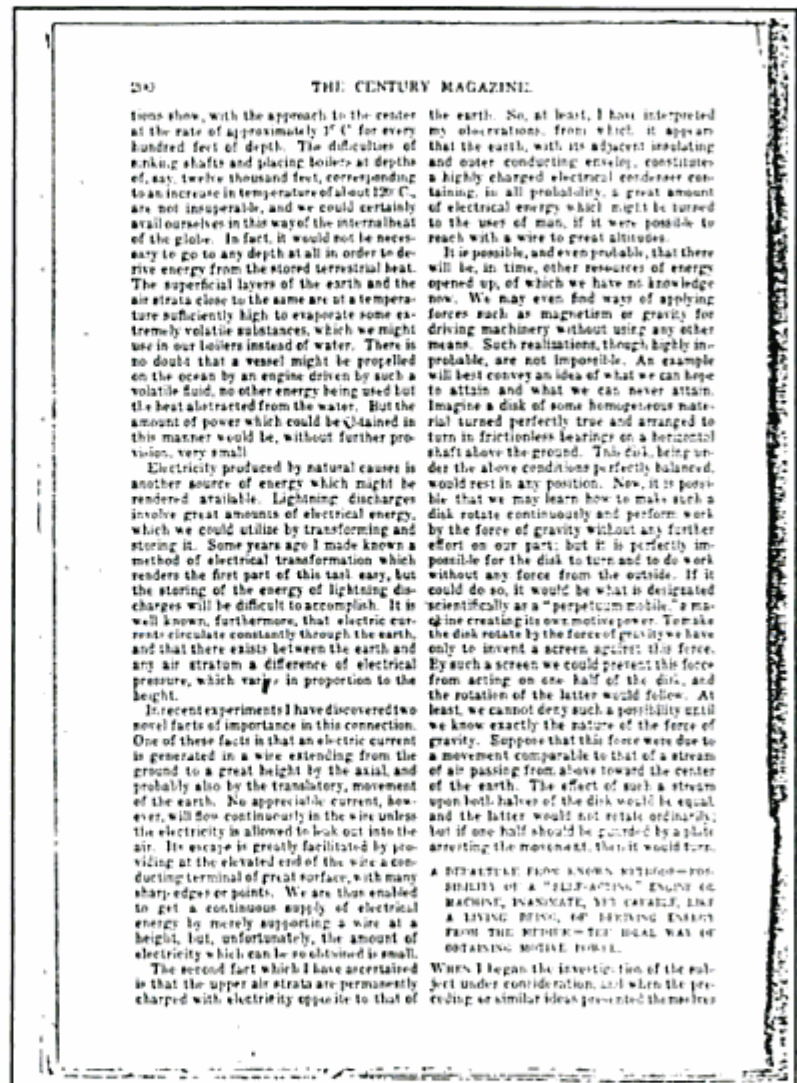 200
THE CENTURY MAGAZINE.
tions show, with the approach to the center
at the rate of approximately 1° C for every
hundred feet of depth. The difficulties of
sinking shafts and placing boilers at depths
of, say, twelve thousand feet, corresponding
to an increase in temperature of about 120° C.,
are not insuperable, and we could certainly
avail ourselves in this way of the internal heat
of the globe. In fact, it would not be neces-
sary to go to any depth at all in order to de-
rive energy from the stored terrestrial heat.
The superficial layers of the earth and the
air strata close to the same are at a tempera-
ture sufficiently high to evaporate some ex-
tremely volatile substances, which we might
use in our boilers instead of water. There is
no doubt that a vessel might be propelled
on the ocean by an engine driven by such a
volatile fluid, no other energy being used but
the heat abstracted from the water. But the
amount of power which could be obtained in
this manner would be, without further pro-
vision, very small.
Electricity produced by natural causes is
another source of energy which might be
rendered available. Lightning discharges
involve great amounts of electrical energy,
which we could utilize by transforming and
storing it. Some years ago I made known a
method of electrical transformation which
renders the first part of this task easy, but
the storing of the energy of lightning dis-
charges will be difficult to accomplish. It is
well known, furthermore, that electric cur-
rents circulate constantly through the earth,
and that there exists between the earth and
any air stratum a difference of electrical
pressure, which varies in proportion to the
height.
In recent experiments I have discovered two
novel facts of importance in this connection.
One of these facts is that an electric current
is generated in a wire extending from the
ground to a great height by the axial, and
probably also by the translatory, movement
of the earth. No appreciable current, how-
ever, will flow continuously in the wire unless
the electricity is allowed to leak out into the
air. Its escape is greatly facilitated by pro-
viding at the elevated end of the wire a con-
ducting terminal of great surface, with many
sharp edges or points. We are thus enabled
to get a continuous supply of electrical
energy by merely supporting a wire at a
height, but, unfortunately, the amount of
electricity which can be so obtained is small.
The second fact which I have ascertained
is that the upper air strata are permanently
charged with electricity opposite to that of
the earth. So, at least, I have interpreted
my observations, from which it appears
that the earth, with its adjacent insulating
and outer conducting envelop, constitutes
a highly charged electrical condenser con-
taining, in all probability, a great amount
of electrical energy which might be turned
to the uses of man, if it were possible to
reach with a wire to great altitudes.
It is possible, and even probable, that there
will be, in time, other resources of energy
opened up, of which we have no knowledge
now. We may even find ways of applying
forces such as magnetism or gravity for
driving machinery without using any other
means. Such realizations, though highly im-
probable, are not impossible. An example
will best convey an idea of what we can hope
to attain and what we can never attain.
Imagine a disk of some homogeneous mate-
rial turned perfectly true and arranged to
turn in frictionless bearings on a horizontal
shaft above the ground. This disk, being un-
der the above conditions perfectly balanced,
would rest in any position. Now, it is possi-
ble that we may learn how to make such a
disk rotate continuously and perform work
by the force of gravity without any further
effort on our part; but it is perfectly im-
possible for the disk to turn and to do work
without any force from the outside. If it
could do so, it would be what is designated
scientifically as a "perpetuum mobile," a ma-
chine creating its own motive power. To make
the disk rotate by the force of gravity we have
only to invent a screen against this force.
By such a screen we could prevent this force
from acting on one half of the disk, and
the rotation of the latter would follow. At
least, we cannot deny such a possibility until
we know exactly the nature of the force of
gravity. Suppose that this force were due to
a movement comparable to that of a stream
of air passing from above toward the center
of the earth. The effect of such a stream
upon both halves of the disk would be equal,
and the latter would not rotate ordinarily;
but if one half should be guarded by a plate
arresting the movement, then it would turn.
A DEPARTURE FROM KNOWN METHODS—POS-
SIBILITY OF A "SELF-ACTING" ENGINE OR
MACHINE, INANIMATE, YET CAPABLE, LIKE
A LIVING BEING, OF DERIVING ENERGY
FROM THE MEDIUM—THE IDEAL WAY OF
OBTAINING MOTIVE POWER.
WHEN I began the investigation of the sub-
ject under consideration, and when the pre-
ceding or similar ideas presented themselves